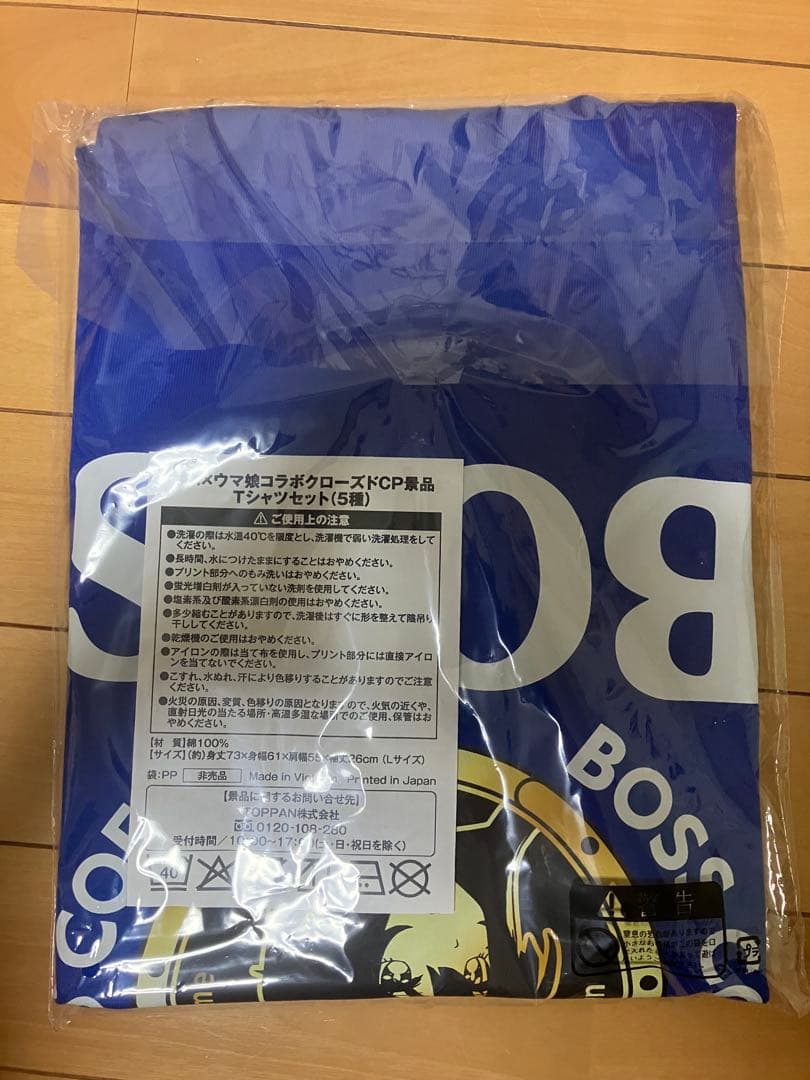 BO S
×ウマ娘コラボクローズドCP景品
Tシャツセット(5種)
⚠ご使用上の注意
●洗濯の際は水温40℃を限度とし、洗濯機で弱い洗濯処理をして
ください。
●長時間、水につけたままにすることはおやめください。
●プリント部分へのもみ洗いはおやめください。
●蛍光増白剤が入っていない洗剤を使用してください。
●塩素系及び酸素系漂白剤の使用はおやめください。
●多少縮むことがありますので、洗濯後はすぐに形を整えて陰吊り
干ししてください。
●乾燥機のご使用はおやめください。
●アイロンの際は当て布を使用し、プリント部分には直接アイロ
ンを当てないでください。
●こすれ、水ぬれ、汗により色移りすることがありますのでご注意
ください。
●火災の原因、変質、色移りの原因となりますので、火気の近くや、
直射日光の当たる場所・高温多湿な場所でのご使用、保管はお
やめください。
【材 質】綿100%
【サイズ】(約)身丈73×身幅61×肩幅55×袖丈26cm(Lサイズ)
袋:PP 非売品 Made in Vietnam Printed in Japan
【景品に関するお問い合せ先】
TOPPAN株式会社
0120-108-280
受付時間/10:00~17:00(土・日・祝日を除く)
40
BOSS
COF
me
警告
プラ